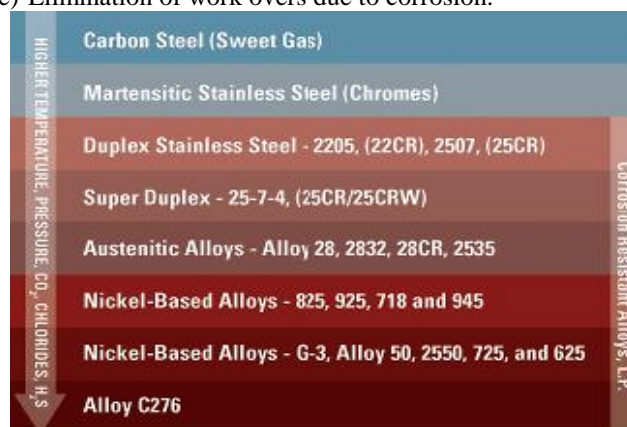 c) Elimination of work overs due to corrosion.
HIGHER TEMPERATURE, PRESSURE, CO₂, CHLORIDES, H₂S
Carbon Steel (Sweet Gas)
Martensitic Stainless Steel (Chromes)
Duplex Stainless Steel - 2205, (22CR), 2507, (25CR)
Super Duplex - 25-7-4, (25CR/25CRW)
Austenitic Alloys - Alloy 28, 2832, 28CR, 2535
Nickel-Based Alloys - 825, 925, 718 and 945
Nickel-Based Alloys - G-3, Alloy 50, 2550, 725, and 625
Alloy C276
Corrosion Resistant Alloys, L.P.